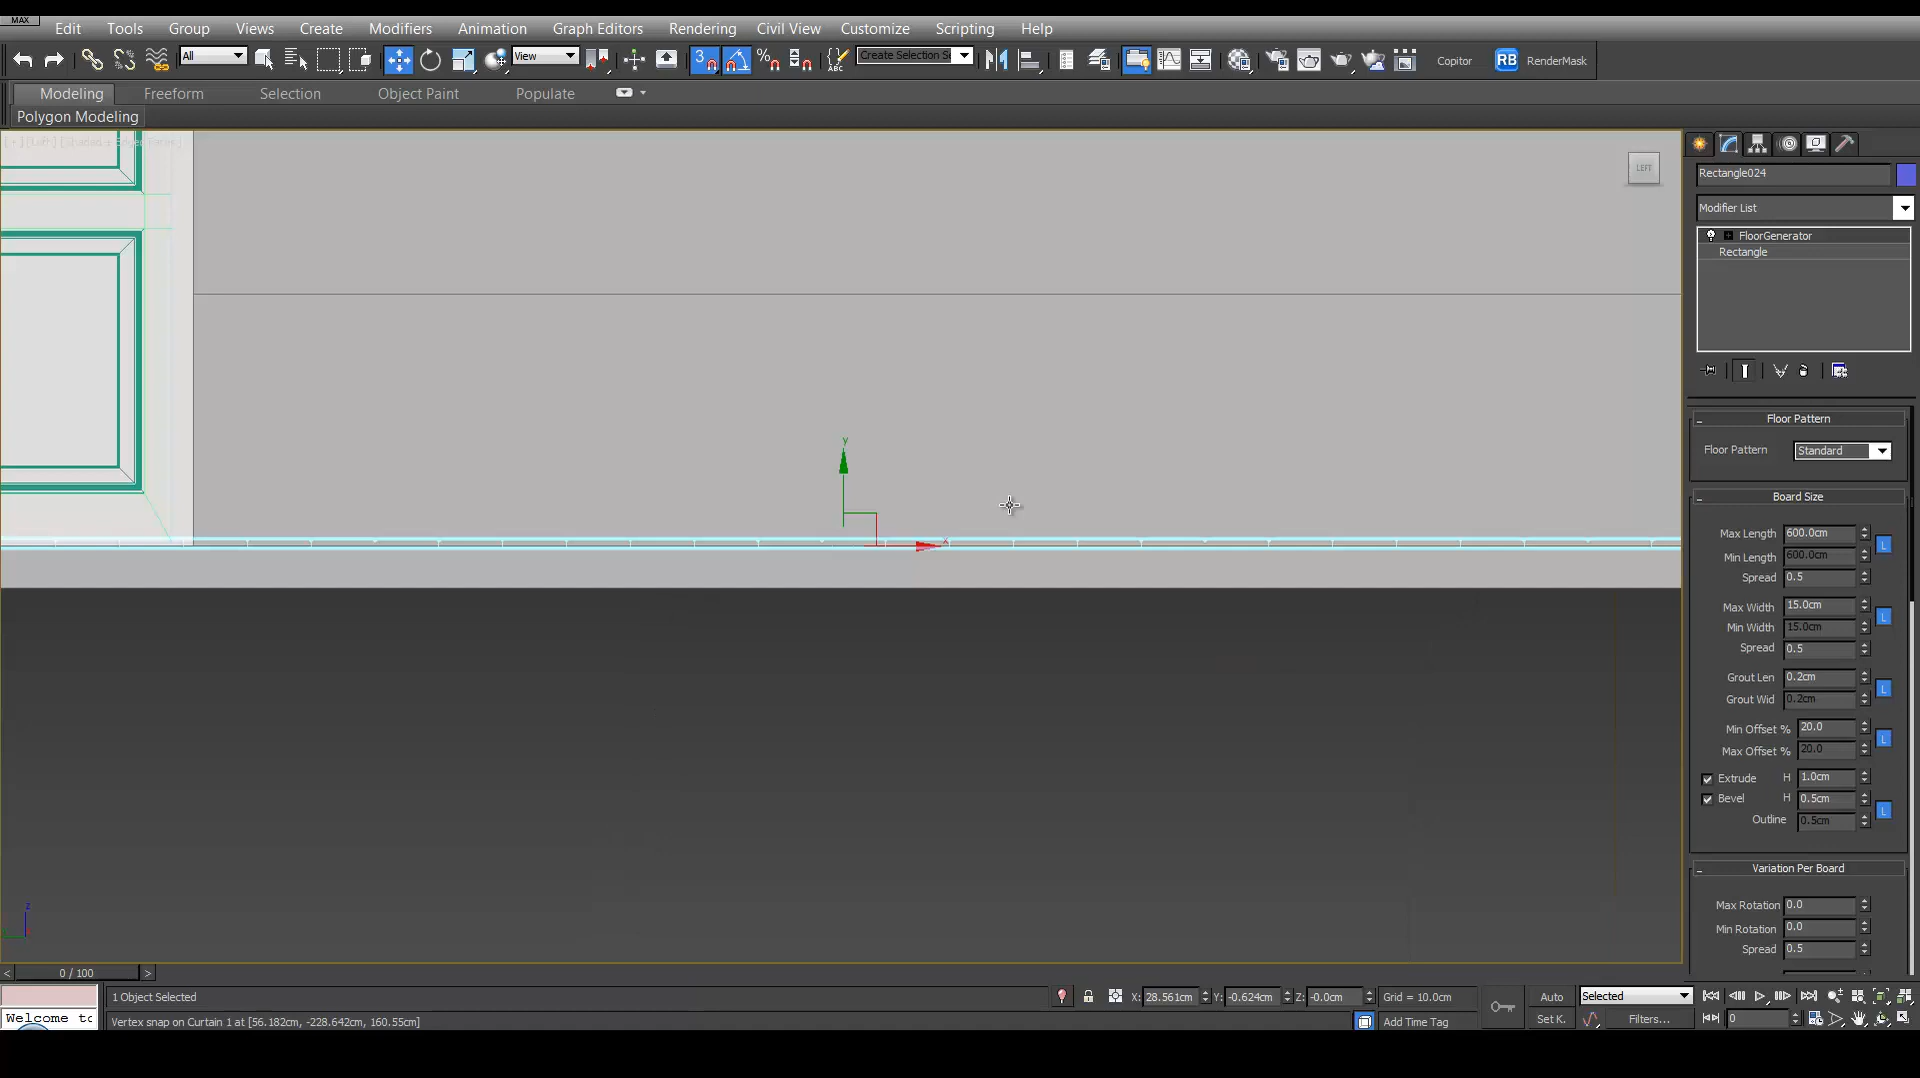 MAX
Edit Tools Group Views Create Modifiers Animation Graph Editors Rendering Civil View Customize Scripting Help
All View 3 ABC Create Selection Se Copitor RB RenderMask
Modeling Freeform Selection Object Paint Populate
Polygon Modeling
LEFT
Rectangle024
Modifier List
FloorGenerator
Rectangle
Floor Pattern
Floor Pattern Standard
Board Size
Max Length 600.0cm
L
Min Length 600.0cm
Spread 0.5
Max Width 15.0cm
L
Min Width 15.0cm
Spread 0.5
Grout Len 0.2cm
L
Grout Wid 0.2cm
Min Offset % 20.0
L
Max Offset % 20.0
Extrude H 1.0cm
Bevel H 0.5cm
L
Outline 0.5cm
Variation Per Board
Max Rotation 0.0
Min Rotation 0.0
Spread 0.5
y
x
z
< 0 / 100 >
1 Object Selected X: 28.561cm Y: -0.624cm Z: -0.0cm Grid = 10.0cm Auto Selected
Welcome to Vertex snap on Curtain 1 at [56.182cm, -228.642cm, 160.55cm] Add Time Tag Set K. Filters... 0